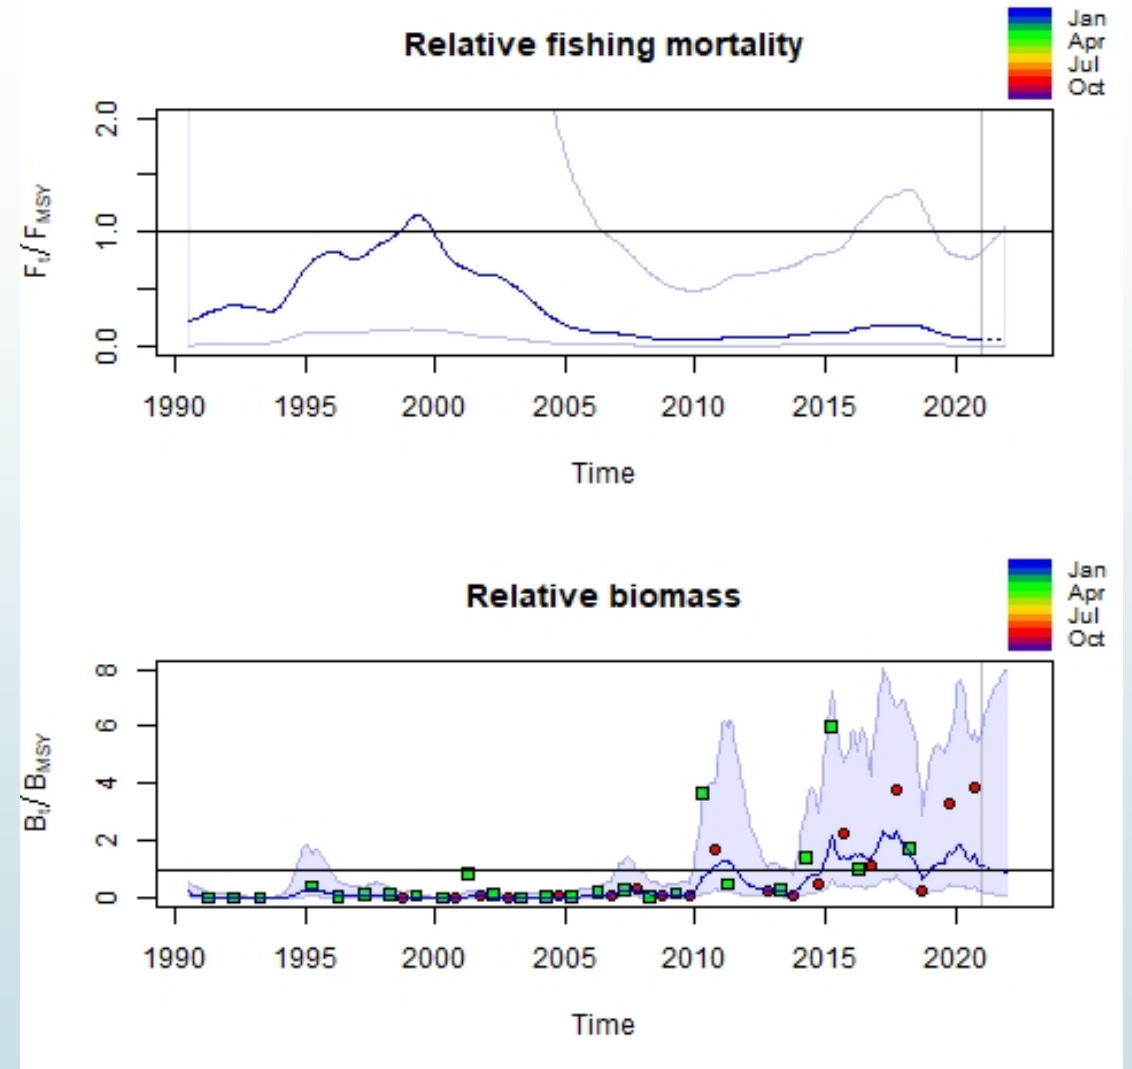 Relative fishing mortality
Jan
Apr
Jul
Oct
Ft/ FMSY
2.0
1.0
0.0
1990 1995 2000 2005 2010 2015 2020
Time
Relative biomass
Jan
Apr
Jul
Oct
Bt/ BMSY
8
6
4
2
0
1990 1995 2000 2005 2010 2015 2020
Time